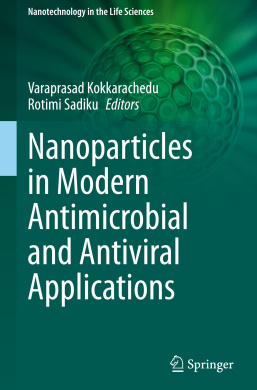 Nanotechnology in the Life Sciences
Varaprasad Kokkarachedu
Rotimi Sadiku Editors
Nanoparticles
in Modern
Antimicrobial
and Antiviral
Applications
Springer